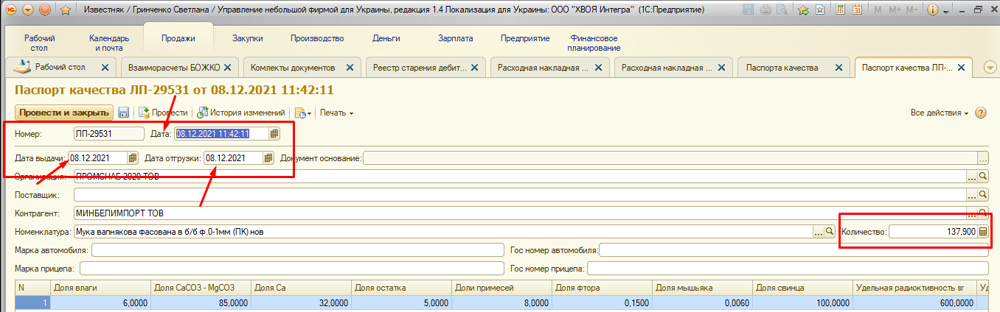 Известняк / Гринченко Светлана / Управление небольшой фирмой для Украины, редакция 1.4 Локализация для Украины: ООО "ХВОЯ Интегра" (1С:Предприятие)
M M+ M-
Рабочий стол Календарь и почта Продажи Закупки Производство Деньги Зарплата Предприятие Финансовое планирование
Рабочий стол Взаиморасчеты БОЖКО Комлекты документов Реестр старения дебит... Расходная накладная ... Расходная накладная ... Паспорта качества Паспорт качества ЛП-...
Паспорт качества ЛП-29531 от 08.12.2021 11:42:11
Провести и закрыть Провести История изменений Печать Все действия
Номер: ЛП-29531 Дата: 08.12.2021 11:42:11
Дата выдачи: 08.12.2021 Дата отгрузки: 08.12.2021 Документ основание:
Организация: ПРОМСНАБ 2020 ТОВ
Поставщик:
Контрагент: МИНБЕЛИМПОРТ ТОВ
Номенклатура: Мука вапнякова фасована в б/б ф.0-1мм (ПК) нов Количество: 137,900
Марка автомобиля: Гос номер автомобиля:
Марка прицепа: Гос номер прицепа:
N Доля влаги Доля CaCO3 - MgCO3 Доля Ca Доля остатка Доли примесей Доля фтора Доля мышьяка Доля свинца Удельная радиоктивность sr
1 6,0000 85,0000 32,0000 5,0000 8,0000 0,1500 0,0060 100,0000 600,0000